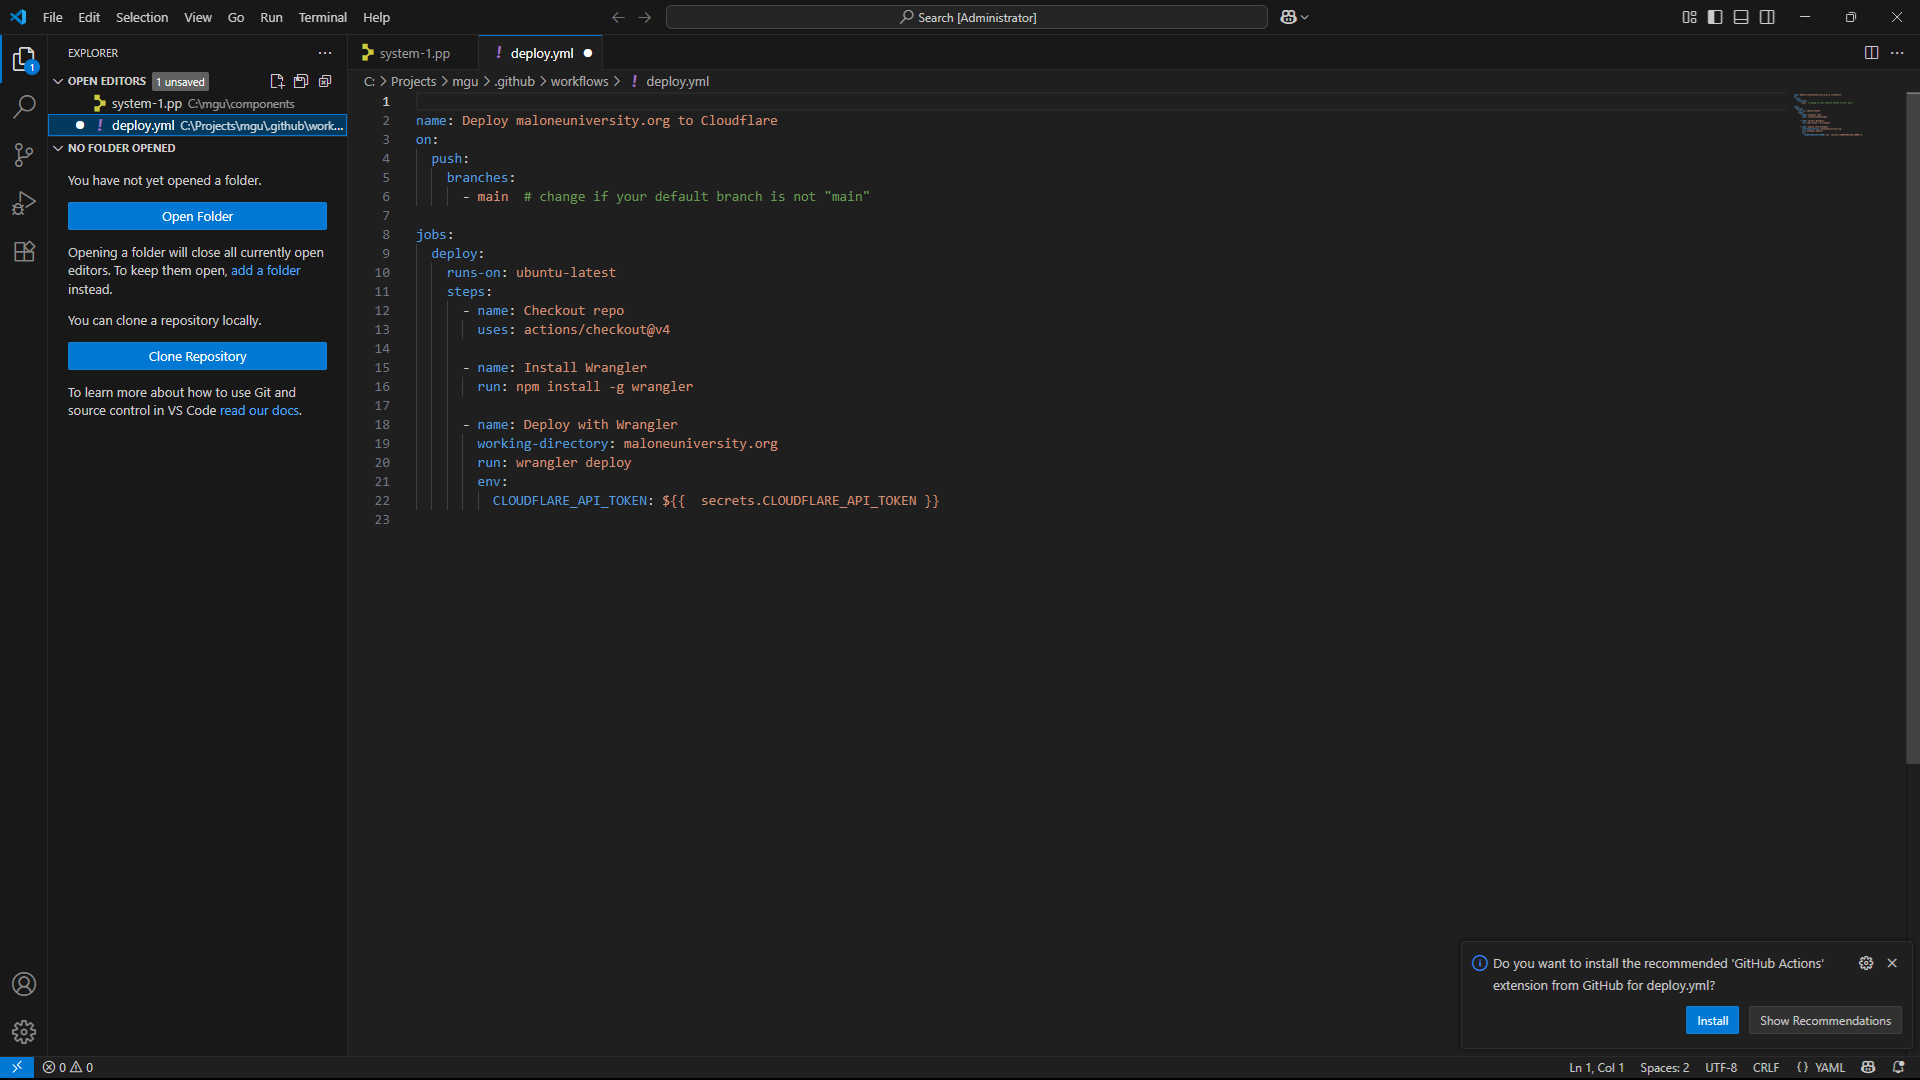 File Edit Selection View Go Run Terminal Help
Search [Administrator]
EXPLORER
OPEN EDITORS 1 unsaved
system-1.pp C:\mgu\components
deploy.yml C:\Projects\mgu\.github\work...
NO FOLDER OPENED
You have not yet opened a folder.
Open Folder
Opening a folder will close all currently open
editors. To keep them open, add a folder
instead.
You can clone a repository locally.
Clone Repository
To learn more about how to use Git and
source control in VS Code read our docs.
1
system-1.pp
! deploy.yml
C: > Projects > mgu > .github > workflows > ! deploy.yml
1
2 name: Deploy maloneuniversity.org to Cloudflare
3 on:
4 push:
5 branches:
6 - main # change if your default branch is not "main"
7
8 jobs:
9 deploy:
10 runs-on: ubuntu-latest
11 steps:
12 - name: Checkout repo
13 uses: actions/checkout@v4
14
15 - name: Install Wrangler
16 run: npm install -g wrangler
17
18 - name: Deploy with Wrangler
19 working-directory: maloneuniversity.org
20 run: wrangler deploy
21 env:
22 CLOUDFLARE_API_TOKEN: ${{  secrets.CLOUDFLARE_API_TOKEN }}
23
Do you want to install the recommended 'GitHub Actions'
extension from GitHub for deploy.yml?
Install Show Recommendations
0 0
Ln 1, Col 1 Spaces: 2 UTF-8 CRLF {} YAML